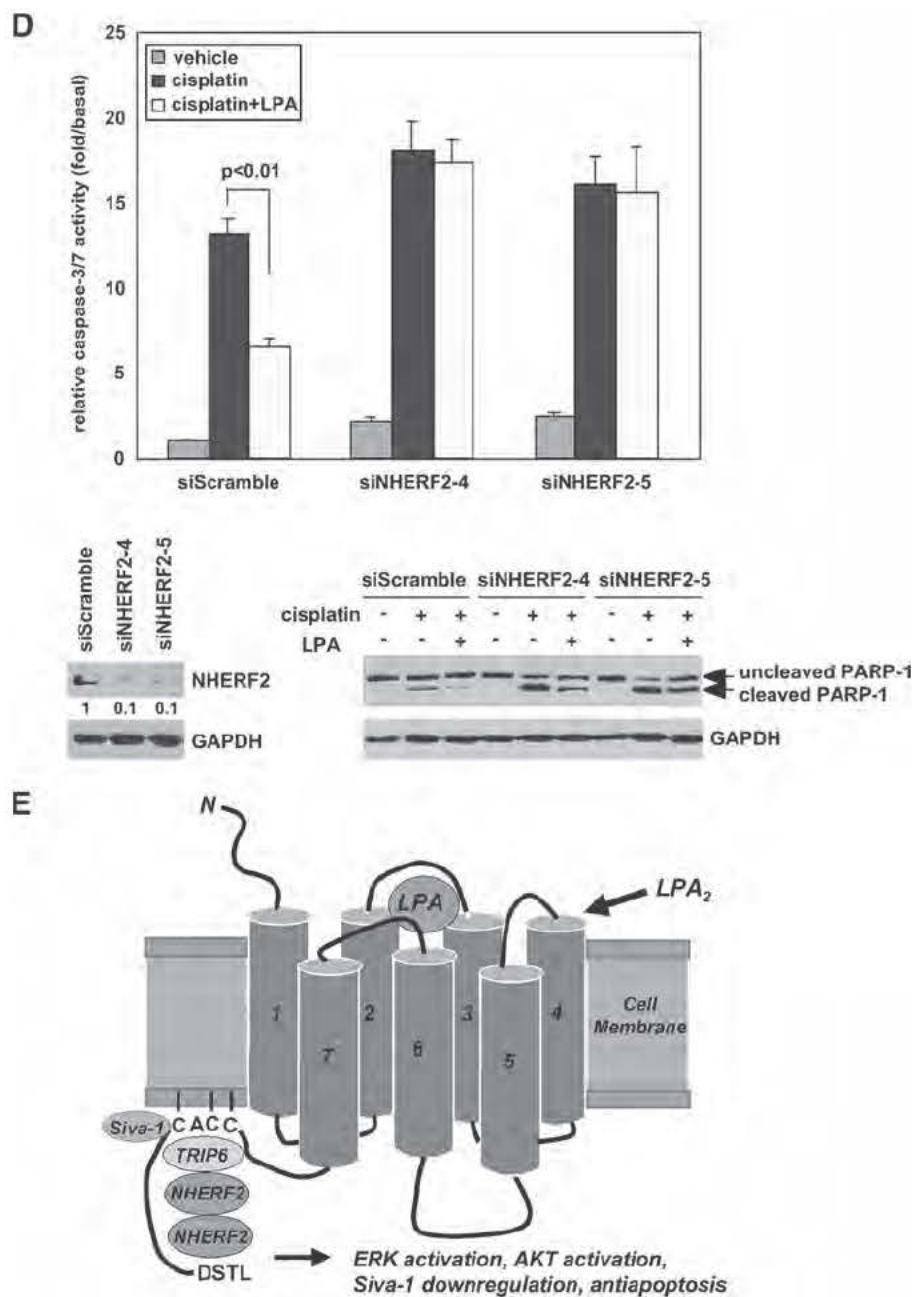 D
25
20
15
10
5
0
relative caspase-3/7 activity (fold/basal)
vehicle
cisplatin
cisplatin+LPA
p<0.01
siScramble siNHERF2-4 siNHERF2-5
siScramble
siNHERF2-4
siNHERF2-5
NHERF2
1 0.1 0.1
GAPDH
siScramble siNHERF2-4 siNHERF2-5
cisplatin - + + - + + - + +
LPA - - + - - + - - +
uncleaved PARP-1
cleaved PARP-1
GAPDH
E
N
LPA
LPA2
1
2
3
4
7
6
5
Cell
Membrane
Siva-1
C A C C
TRIP6
NHERF2
NHERF2
DSTL
ERK activation, AKT activation,
Siva-1 downregulation, antiapoptosis